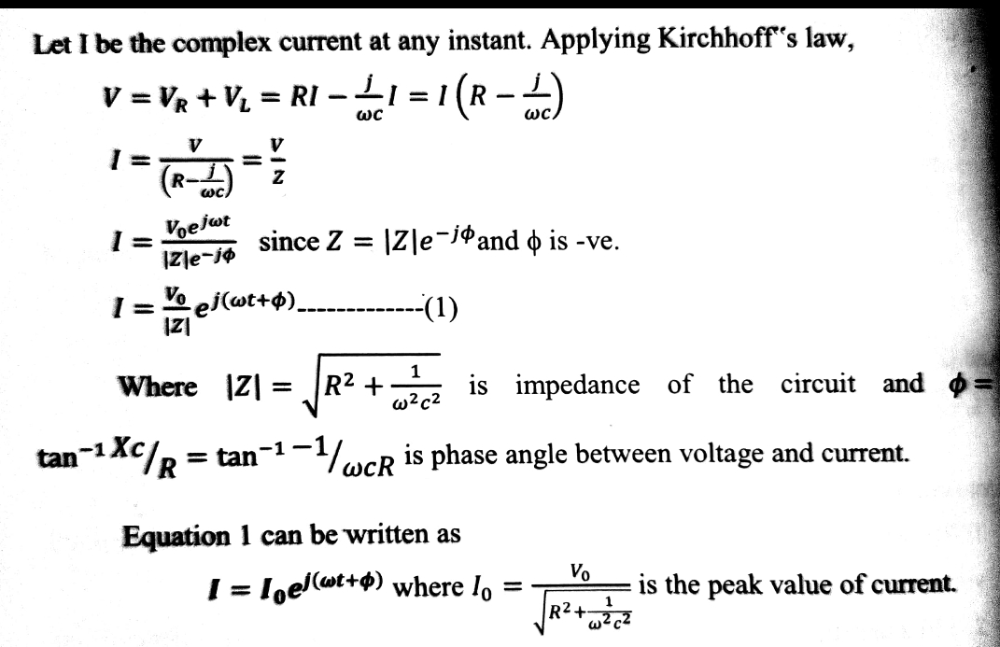 Let I be the complex current at any instant. Applying Kirchhoff‘s law,
V = V_R + V_L = RI − j/ωc I = I (R − j/ωc)
I = V/(R−j/ωc) = V/Z
I = V₀e^{jωt}/|Z|e^{−jϕ} since Z = |Z|e^{−jϕ}and ϕ is -ve.
I = V₀/|Z| e^{j(ωt+ϕ)}--------------(1)
Where |Z| = √(R² + 1/ω²c²) is impedance of the circuit and ϕ =
tan⁻¹ Xc/R = tan⁻¹ −1/ωcR is phase angle between voltage and current.
Equation 1 can be written as
I = I₀e^{j(ωt+ϕ)} where I₀ = V₀/√(R²+1/ω²c²) is the peak value of current.